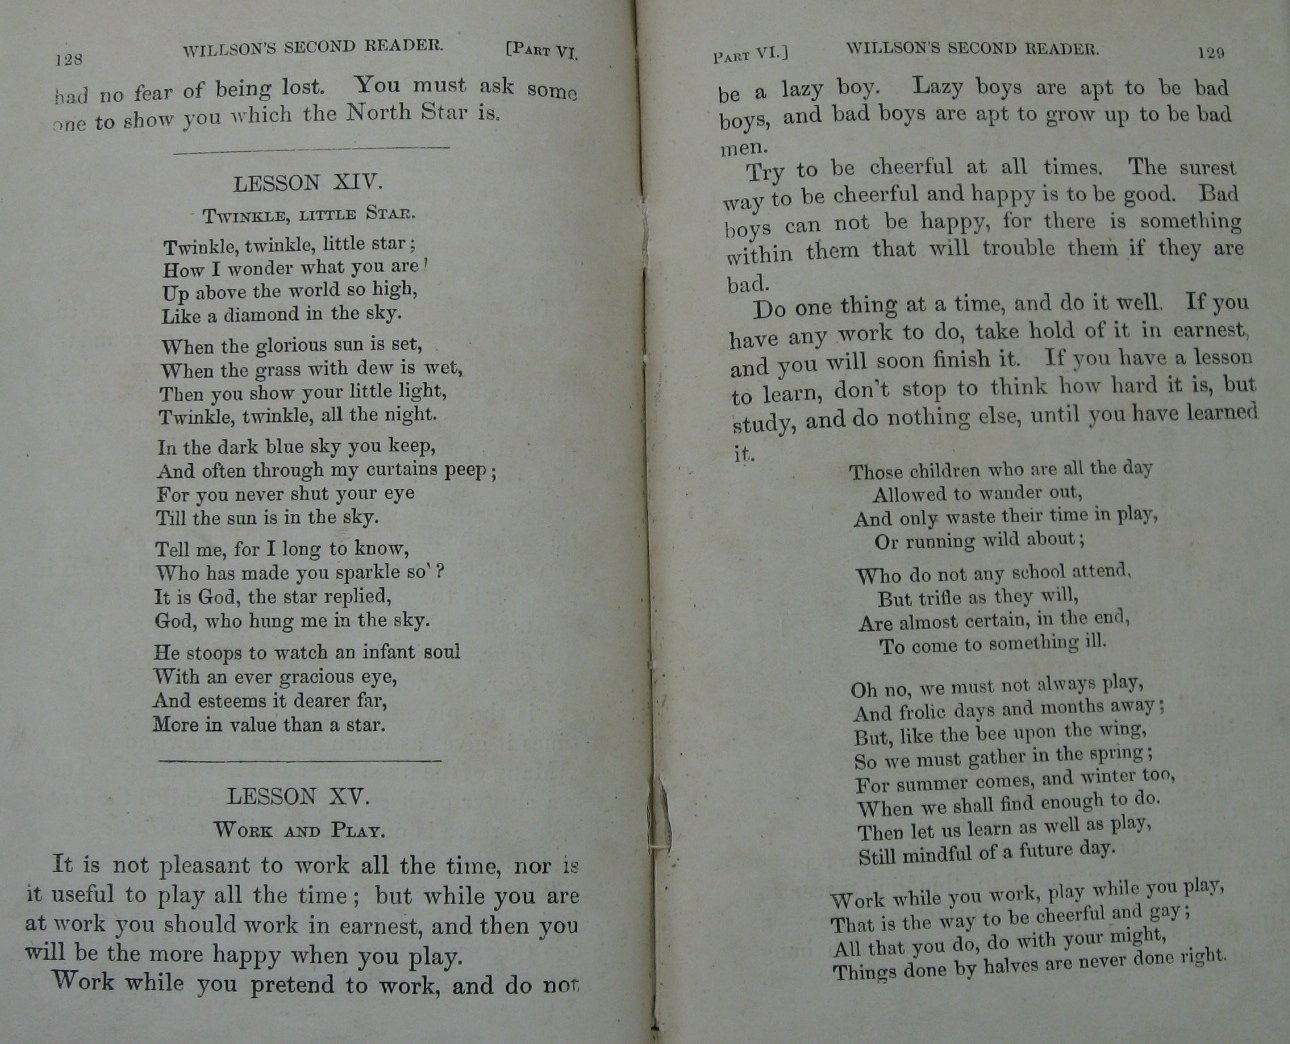 128
WILLSON'S SECOND READER.
[PART VI.
had no fear of being lost. You must ask some
one to show you which the North Star is.
LESSON XIV.
TWINKLE, LITTLE STAR.
Twinkle, twinkle, little star;
How I wonder what you are'
Up above the world so high,
Like a diamond in the sky.
When the glorious sun is set,
When the grass with dew is wet,
Then you show your little light,
Twinkle, twinkle, all the night.
In the dark blue sky you keep,
And often through my curtains peep;
For you never shut your eye
Till the sun is in the sky.
Tell me, for I long to know,
Who has made you sparkle so'?
It is God, the star replied,
God, who hung me in the sky.
He stoops to watch an infant soul
With an ever gracious eye,
And esteems it dearer far,
More in value than a star.
LESSON XV.
WORK AND PLAY.
It is not pleasant to work all the time, nor is
it useful to play all the time; but while you are
at work you should work in earnest, and then you
will be the more happy when you play.
Work while you pretend to work, and do not
PART VI.]
WILLSON'S SECOND READER.
129
be a lazy boy. Lazy boys are apt to be bad
boys, and bad boys are apt to grow up to be bad
men.
Try to be cheerful at all times. The surest
way to be cheerful and happy is to be good. Bad
boys can not be happy, for there is something
within them that will trouble them if they are
bad.
Do one thing at a time, and do it well. If you
have any work to do, take hold of it in earnest,
and you will soon finish it. If you have a lesson
to learn, don't stop to think how hard it is, but
study, and do nothing else, until you have learned
it.
Those children who are all the day
Allowed to wander out,
And only waste their time in play,
Or running wild about;
Who do not any school attend,
But trifle as they will,
Are almost certain, in the end,
To come to something ill.
Oh no, we must not always play,
And frolic days and months away;
But, like the bee upon the wing,
So we must gather in the spring;
For summer comes, and winter too,
When we shall find enough to do.
Then let us learn as well as play,
Still mindful of a future day.
Work while you work, play while you play,
That is the way to be cheerful and gay;
All that you do, do with your might,
Things done by halves are never done right.